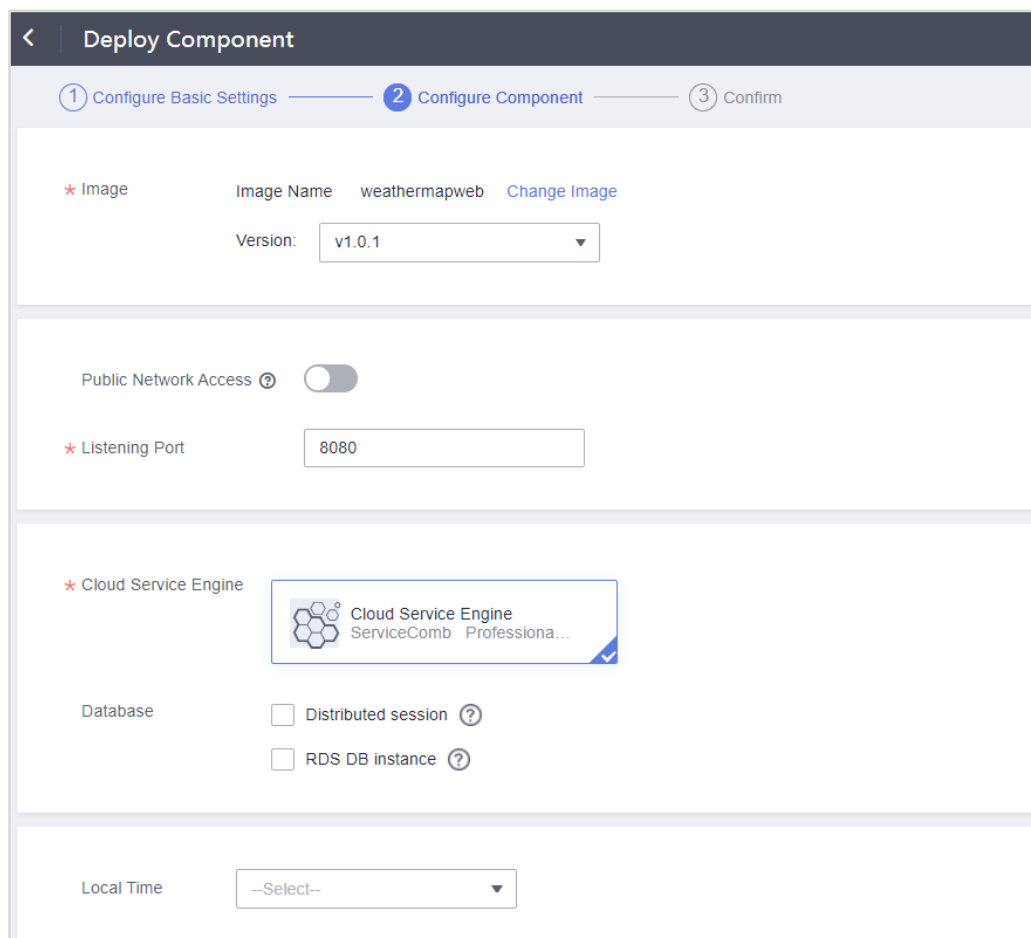 Deploy Component
1 Configure Basic Settings 2 Configure Component 3 Confirm
* Image Image Name weathermapweb Change Image
Version: v1.0.1
Public Network Access ?
* Listening Port 8080
* Cloud Service Engine Cloud Service Engine
ServiceComb Professiona...
Database Distributed session ?
RDS DB instance ?
Local Time --Select--